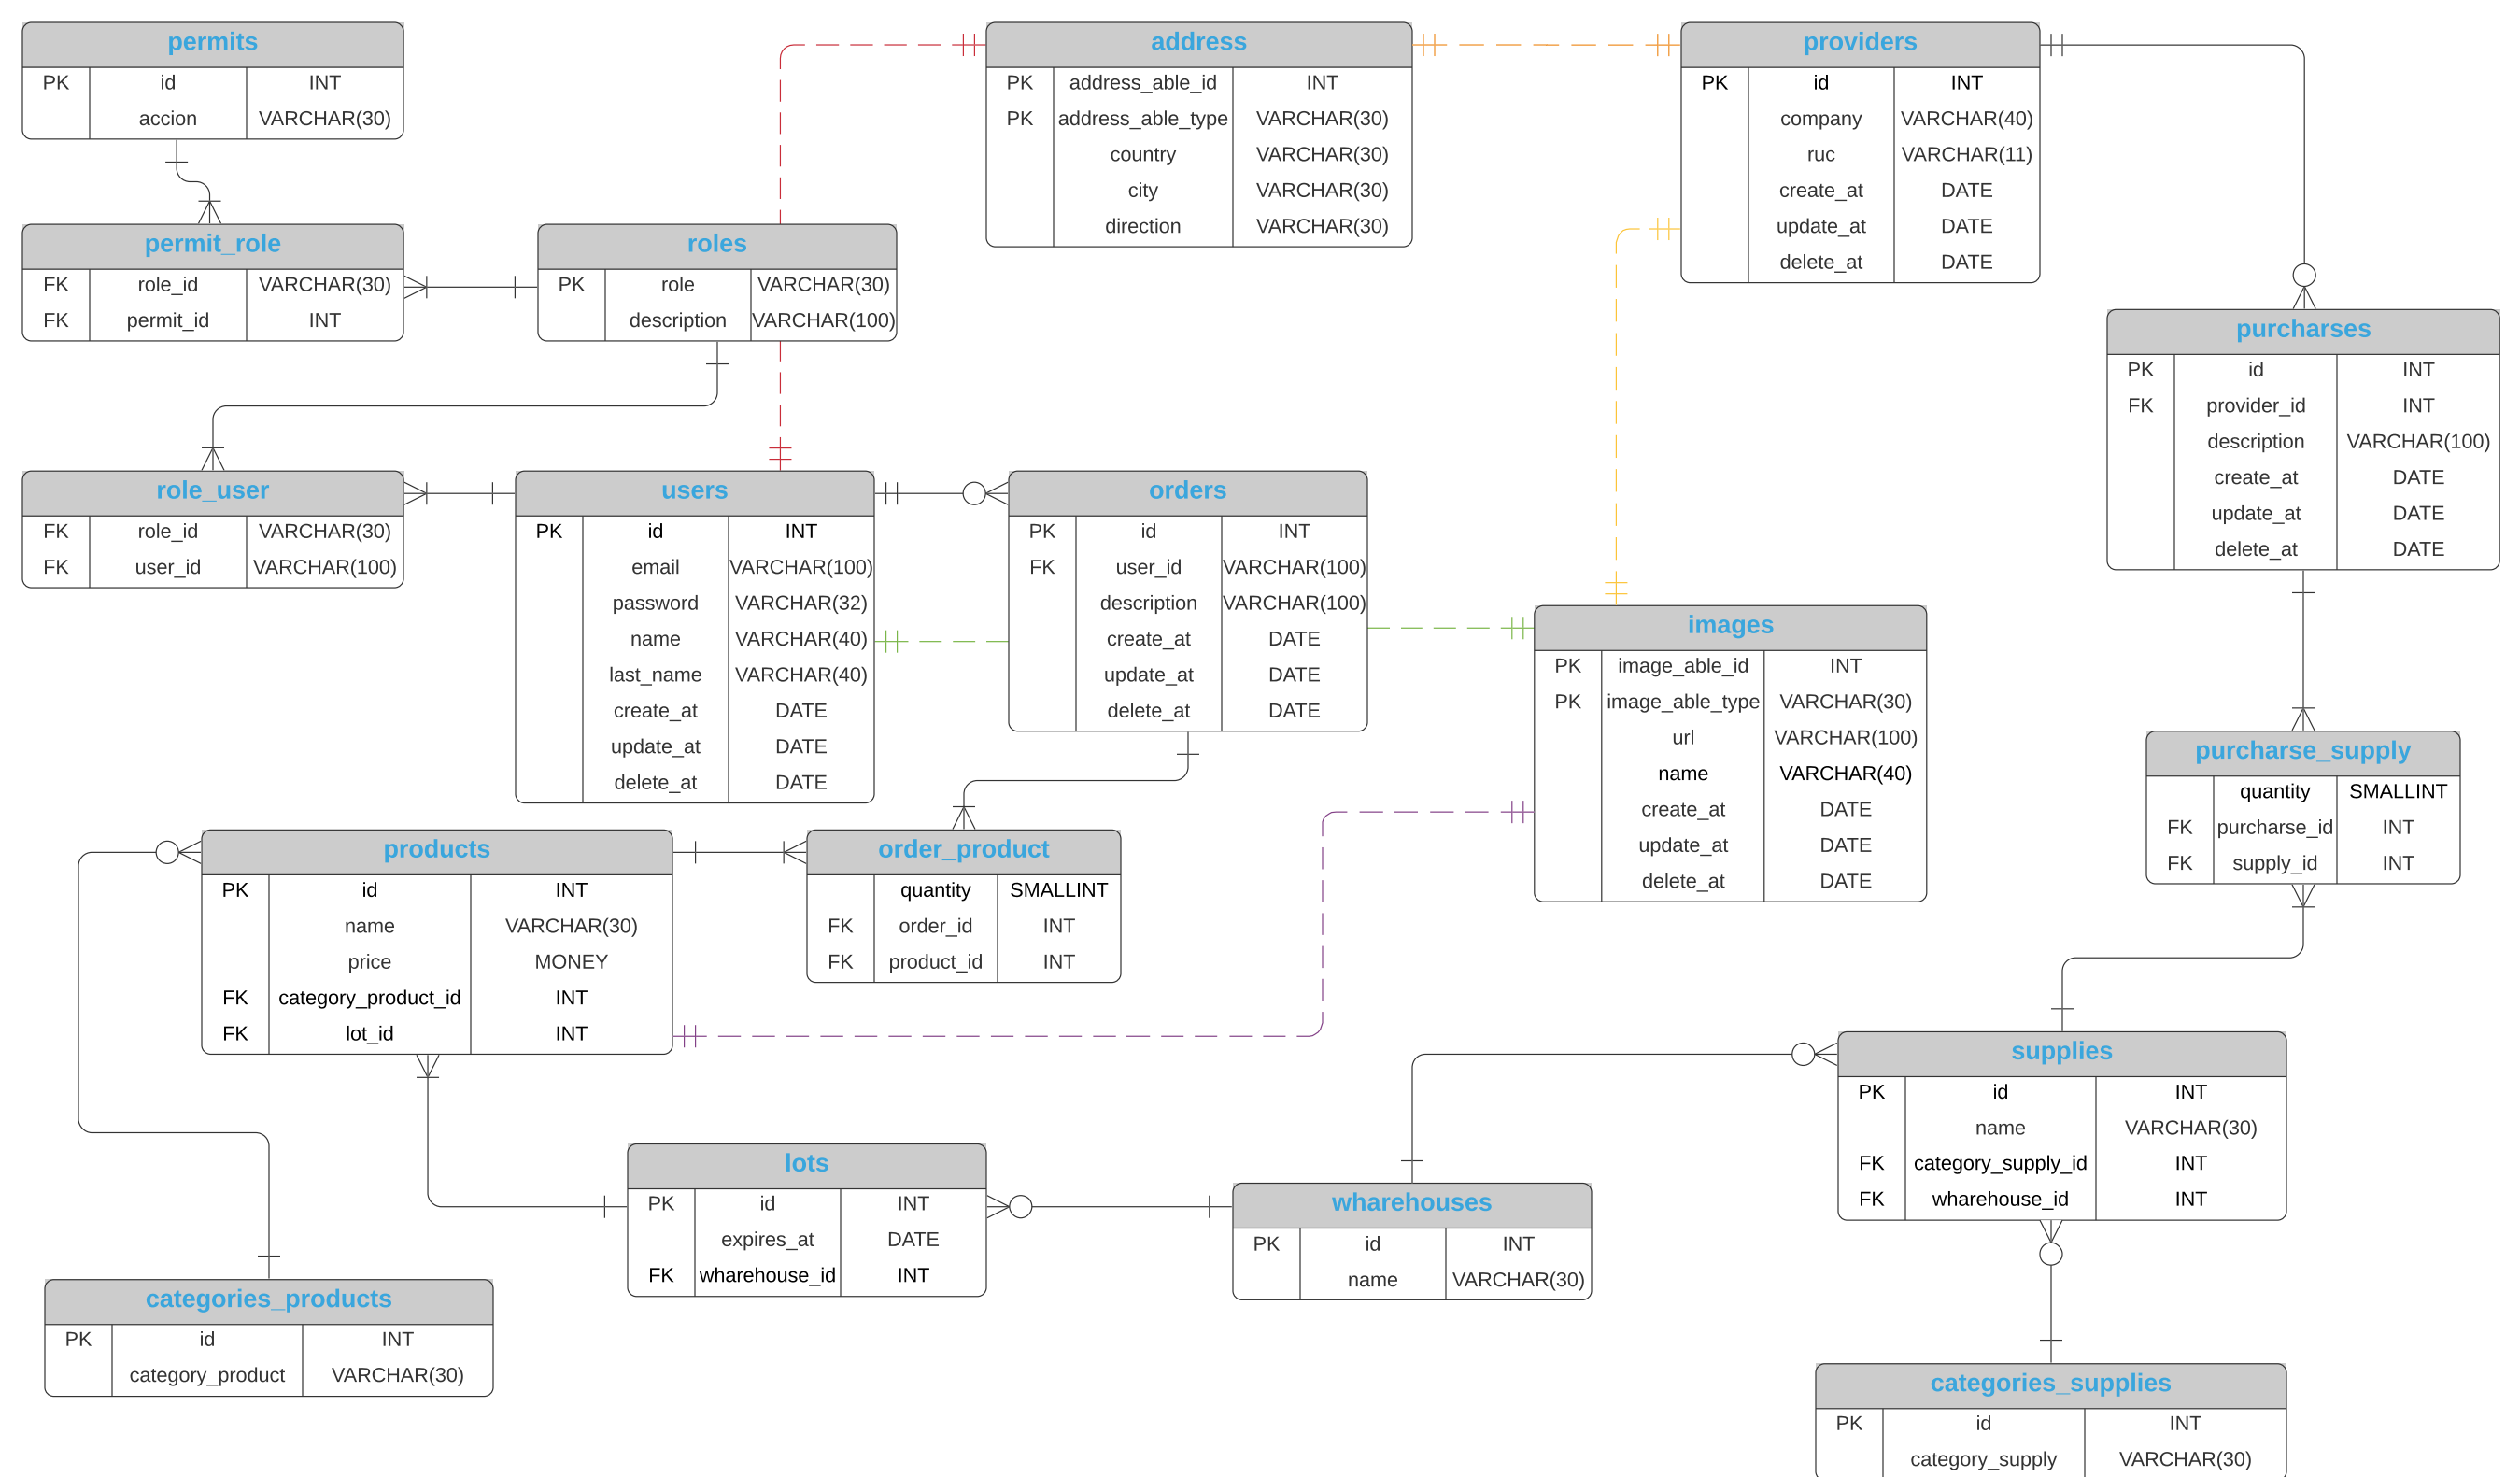 permits
PK id INT
accion VARCHAR(30)
address
PK address_able_id INT
PK address_able_type VARCHAR(30)
country VARCHAR(30)
city VARCHAR(30)
direction VARCHAR(30)
providers
PK id INT
company VARCHAR(40)
ruc VARCHAR(11)
create_at DATE
update_at DATE
delete_at DATE
permit_role
FK role_id VARCHAR(30)
FK permit_id INT
roles
PK role VARCHAR(30)
description VARCHAR(100)
purcharses
PK id INT
FK provider_id INT
description VARCHAR(100)
create_at DATE
update_at DATE
delete_at DATE
role_user
FK role_id VARCHAR(30)
FK user_id VARCHAR(100)
users
PK id INT
email VARCHAR(100)
password VARCHAR(32)
name VARCHAR(40)
last_name VARCHAR(40)
create_at DATE
update_at DATE
delete_at DATE
orders
PK id INT
FK user_id VARCHAR(100)
description VARCHAR(100)
create_at DATE
update_at DATE
delete_at DATE
images
PK image_able_id INT
PK image_able_type VARCHAR(30)
url VARCHAR(100)
name VARCHAR(40)
create_at DATE
update_at DATE
delete_at DATE
purcharse_supply
quantity SMALLINT
FK purcharse_id INT
FK supply_id INT
products
PK id INT
name VARCHAR(30)
price MONEY
FK category_product_id INT
FK lot_id INT
order_product
quantity SMALLINT
FK order_id INT
FK product_id INT
supplies
PK id INT
name VARCHAR(30)
FK category_supply_id INT
FK wharehouse_id INT
lots
PK id INT
expires_at DATE
FK wharehouse_id INT
wharehouses
PK id INT
name VARCHAR(30)
categories_products
PK id INT
category_product VARCHAR(30)
categories_supplies
PK id INT
category_supply VARCHAR(30)